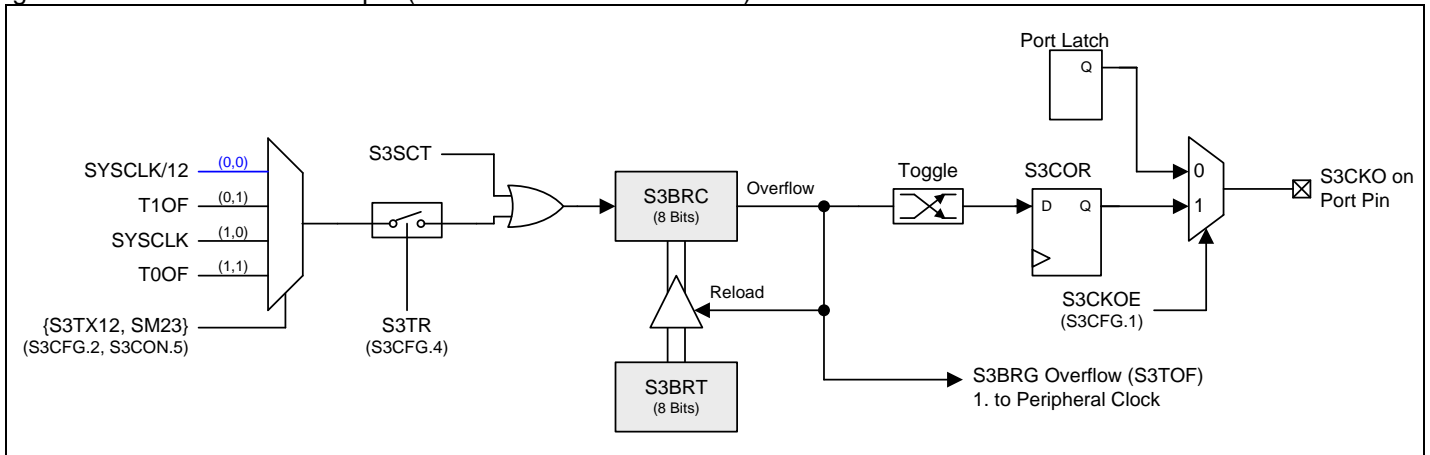 Port Latch
Q
S3SCT
SYSCLK/12
(0,0)
T1OF
(0,1)
SYSCLK
(1,0)
T0OF
(1,1)
{S3TX12, SM23}
(S3CFG.2, S3CON.5)
S3TR
(S3CFG.4)
S3BRC
(8 Bits)
Overflow
Reload
S3BRT
(8 Bits)
Toggle
S3COR
D
Q
0
1
S3CKO on
Port Pin
S3CKOE
(S3CFG.1)
S3BRG Overflow (S3TOF)
1. to Peripheral Clock